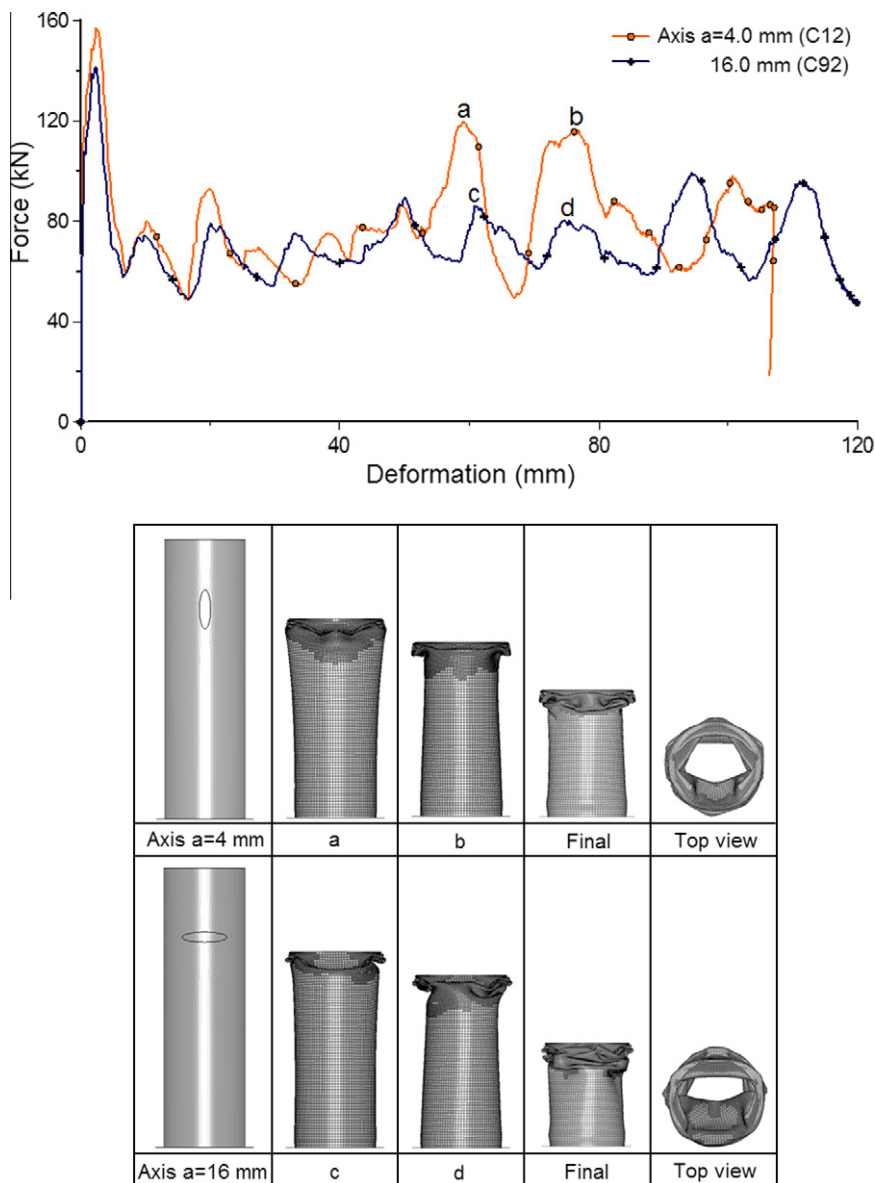 160
120
80
40
0
Force (kN)
Axis a=4.0 mm (C12)
16.0 mm (C92)
a
b
c
d
0
40
80
120
Deformation (mm)
Axis a=4 mm
a
b
Final
Top view
Axis a=16 mm
c
d
Final
Top view